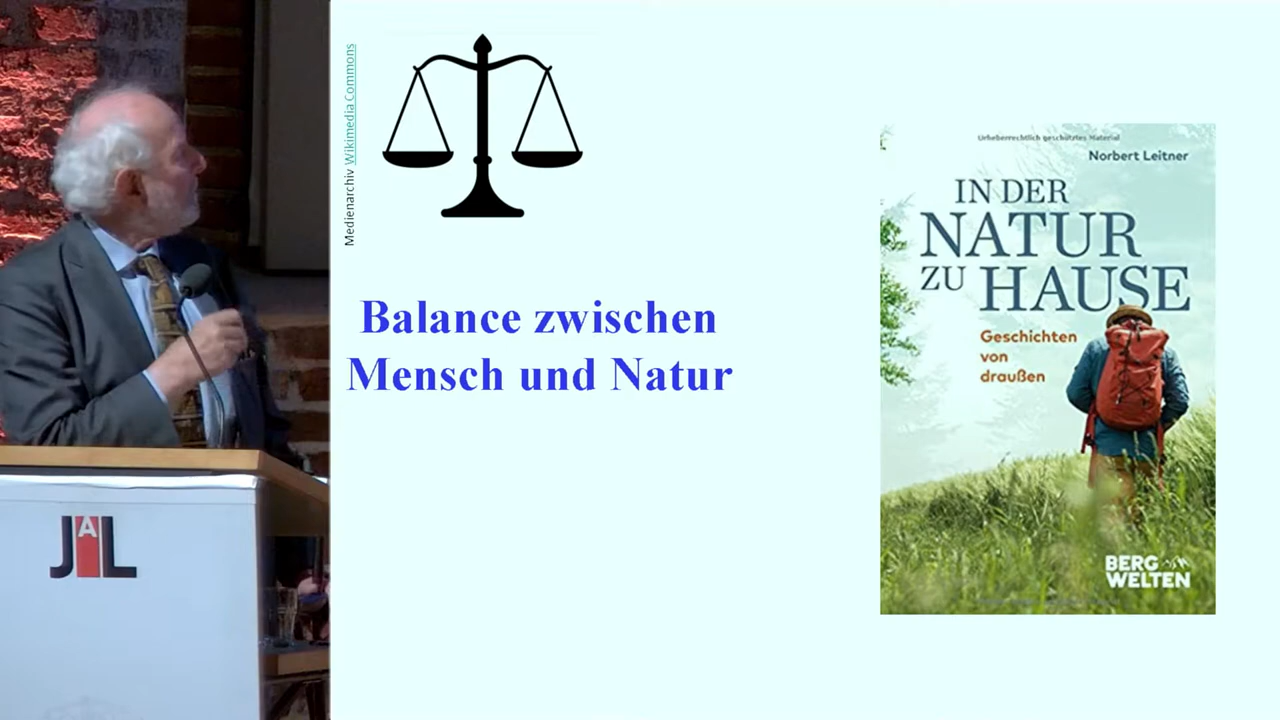 Medienarchiv Wikimedia Commons
Balance zwischen
Mensch und Natur
Urheberrechtlich geschütztes Material
Norbert Leitner
IN DER
NATUR
ZU HAUSE
Geschichten
von
draußen
BERG
WELTEN
JAL